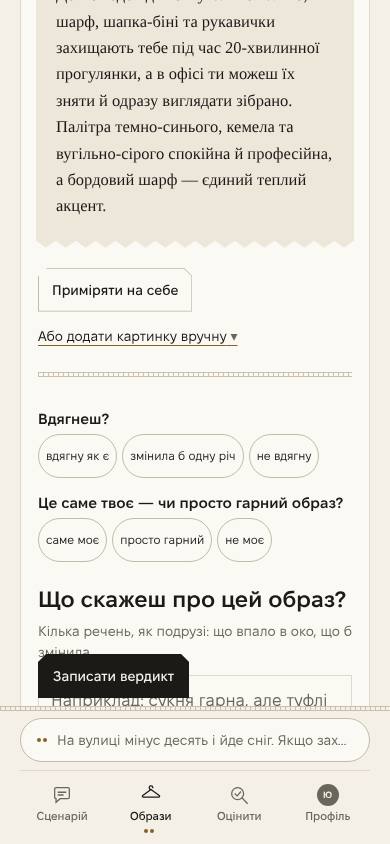 шарф, шапка-біні та рукавички
захищають тебе під час 20-хвилинної
прогулянки, а в офісі ти можеш їх
зняти й одразу виглядати зібрано.
Палітра темно-синього, кемела та
вугільно-сірого спокійна й професійна,
а бордовий шарф — єдиний теплий
акцент.
Приміряти на себе
Або додати картинку вручну ▾
Вдягнеш?
вдягну як є
змінила б одну річ
не вдягну
Це саме твоє — чи просто гарний образ?
саме моє
просто гарний
не моє
Що скажеш про цей образ?
Кілька речень, як подрузі: що впало в око, що б
змінила
Записати вердикт
Наприклад: сукня гарна, але туфлі
На вулиці мінус десять і йде сніг. Якщо зах...
Сценарій
Образи
Оцінити
Ю
Профіль